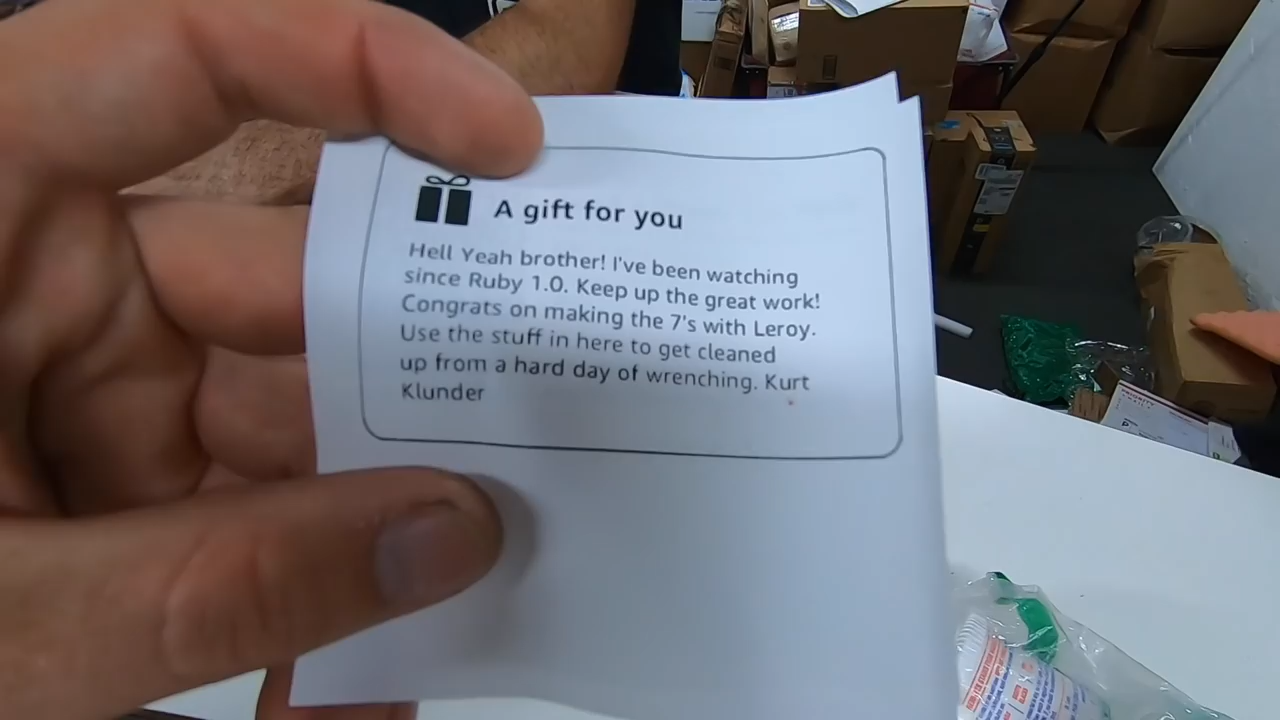 A gift for you
Hell Yeah brother! I've been watching
since Ruby 1.0. Keep up the great work!
Congrats on making the 7's with Leroy.
Use the stuff in here to get cleaned
up from a hard day of wrenching. Kurt
Klunder